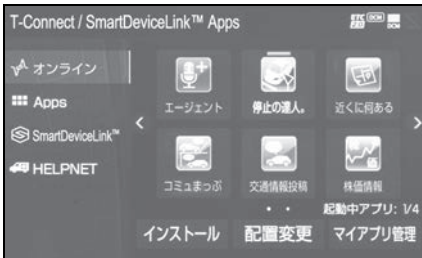 T-Connect / SmartDeviceLink™ Apps
ETC DCM
オンライン
Apps
SmartDeviceLink™
HELPNET
エージェント
停止の達人。
近くに何ある
コミュまっぷ
交通情報投稿
株価情報
起動中アプリ: 1/4
インストール
配置変更
マイアプリ管理